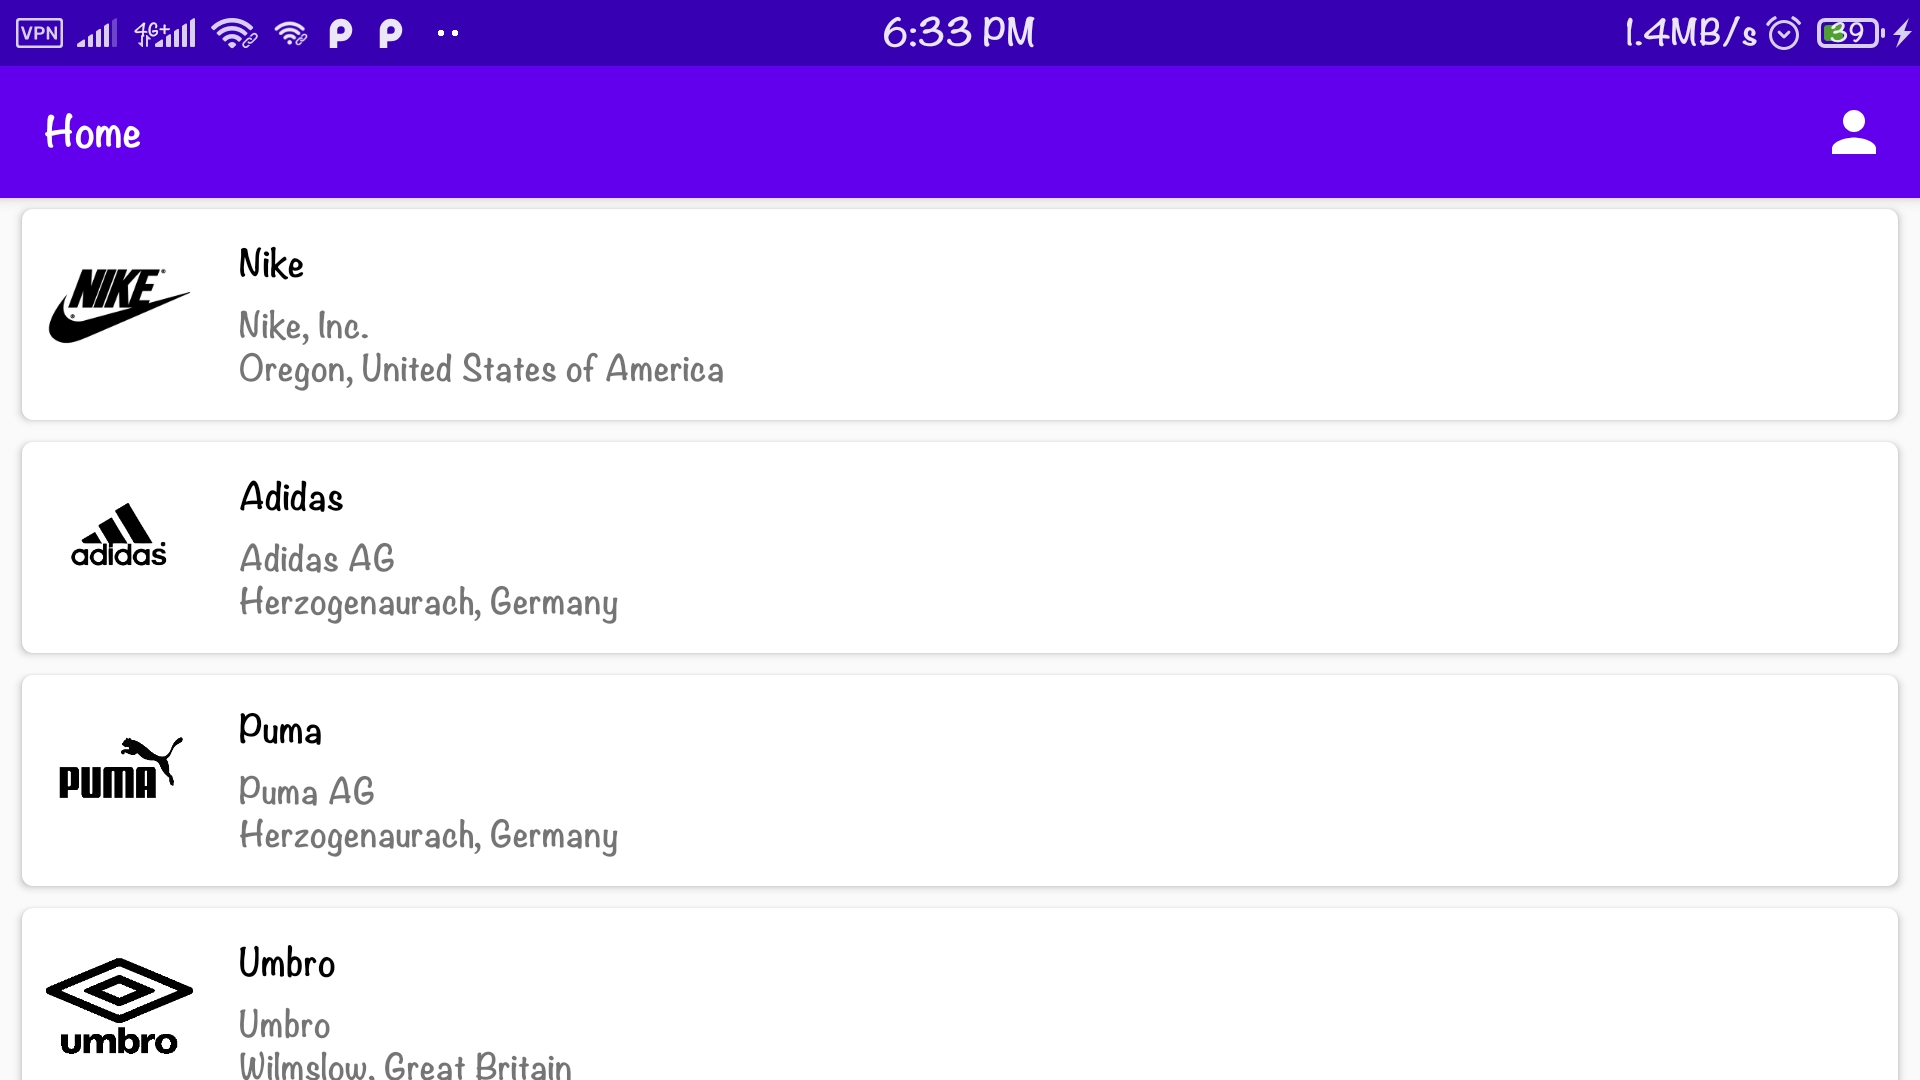 VPN 4G+ 6:33 PM 1.4MB/s 39
Home
NIKE
Nike
Nike, Inc.
Oregon, United States of America
adidas
Adidas
Adidas AG
Herzogenaurach, Germany
PUMA
Puma
Puma AG
Herzogenaurach, Germany
umbro
Umbro
Umbro
Wilmslow, Great Britain